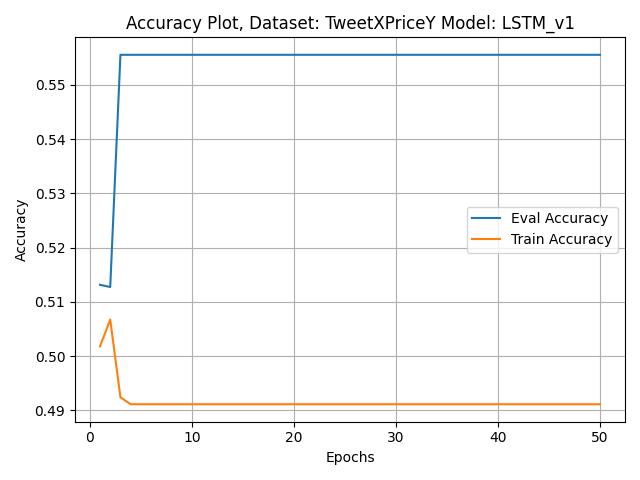 Accuracy Plot, Dataset: TweetXPriceY Model: LSTM_v1
Accuracy
0.55
0.54
0.53
0.52
0.51
0.50
0.49
Eval Accuracy
Train Accuracy
0 10 20 30 40 50
Epochs